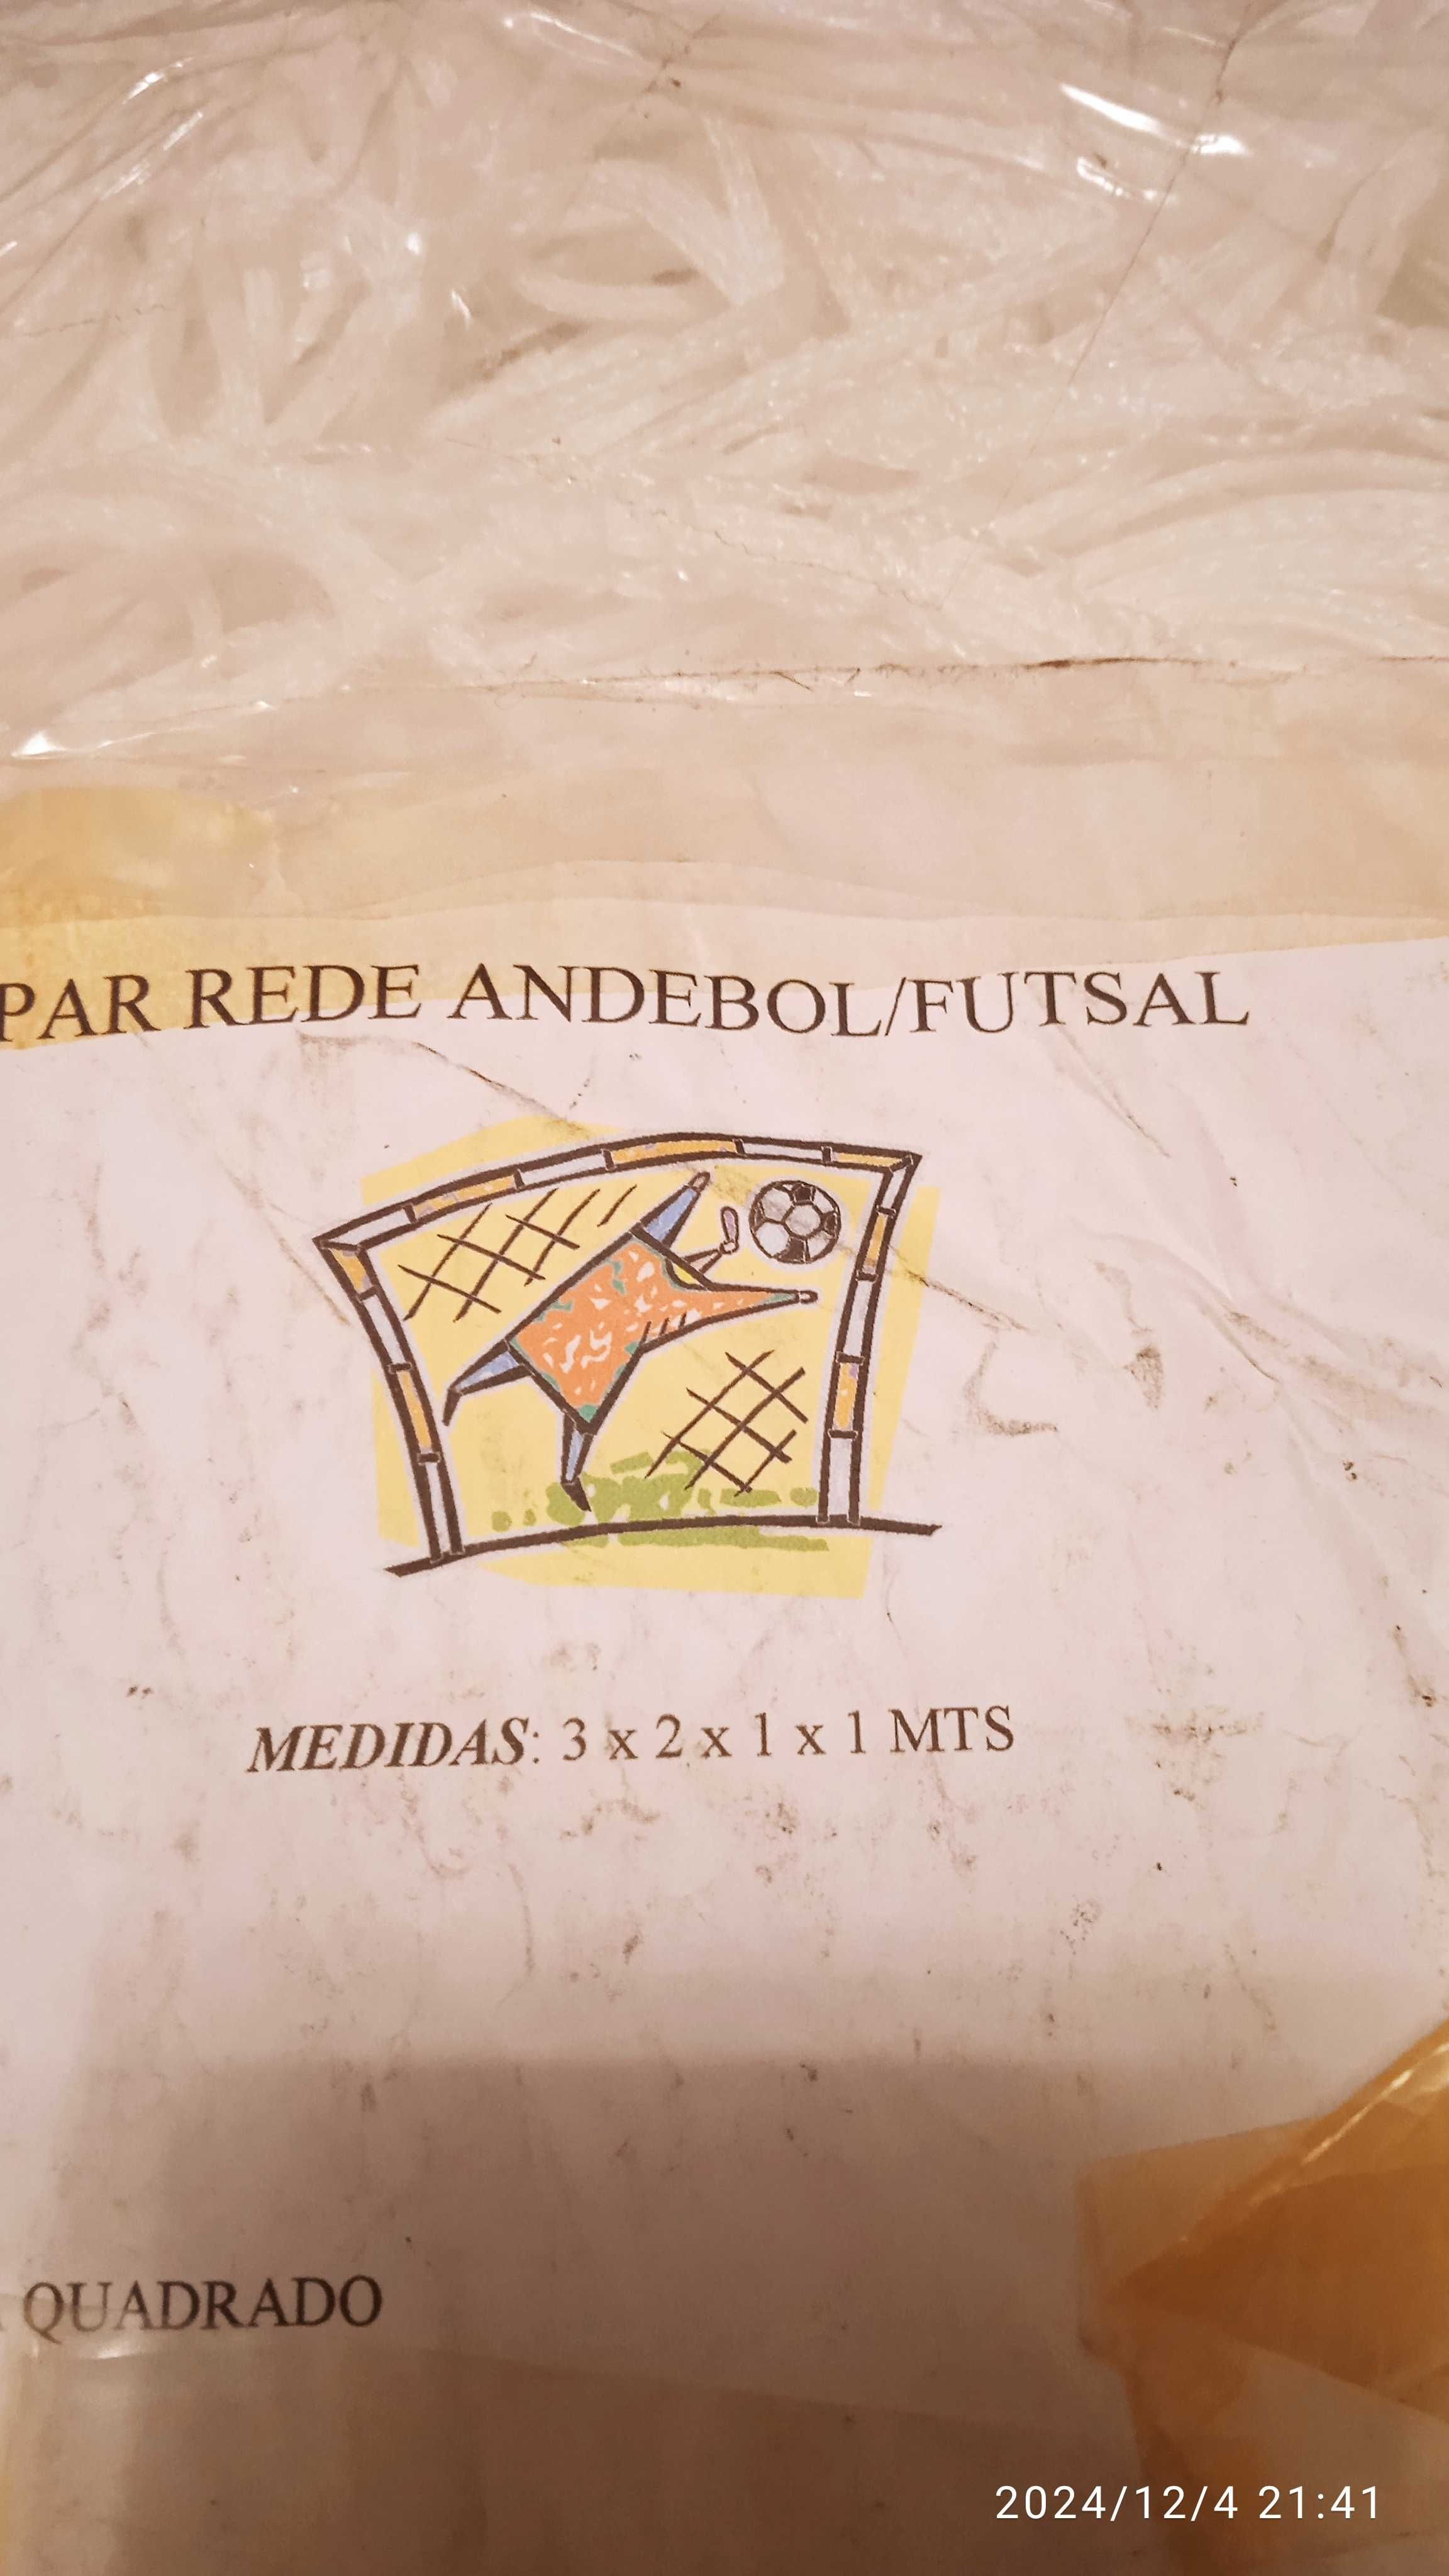 PAR REDE ANDEBOL/FUTSAL
MEDIDAS: 3 x 2 x 1 x 1 MTS
QUADRADO
2024/12/4 21:41